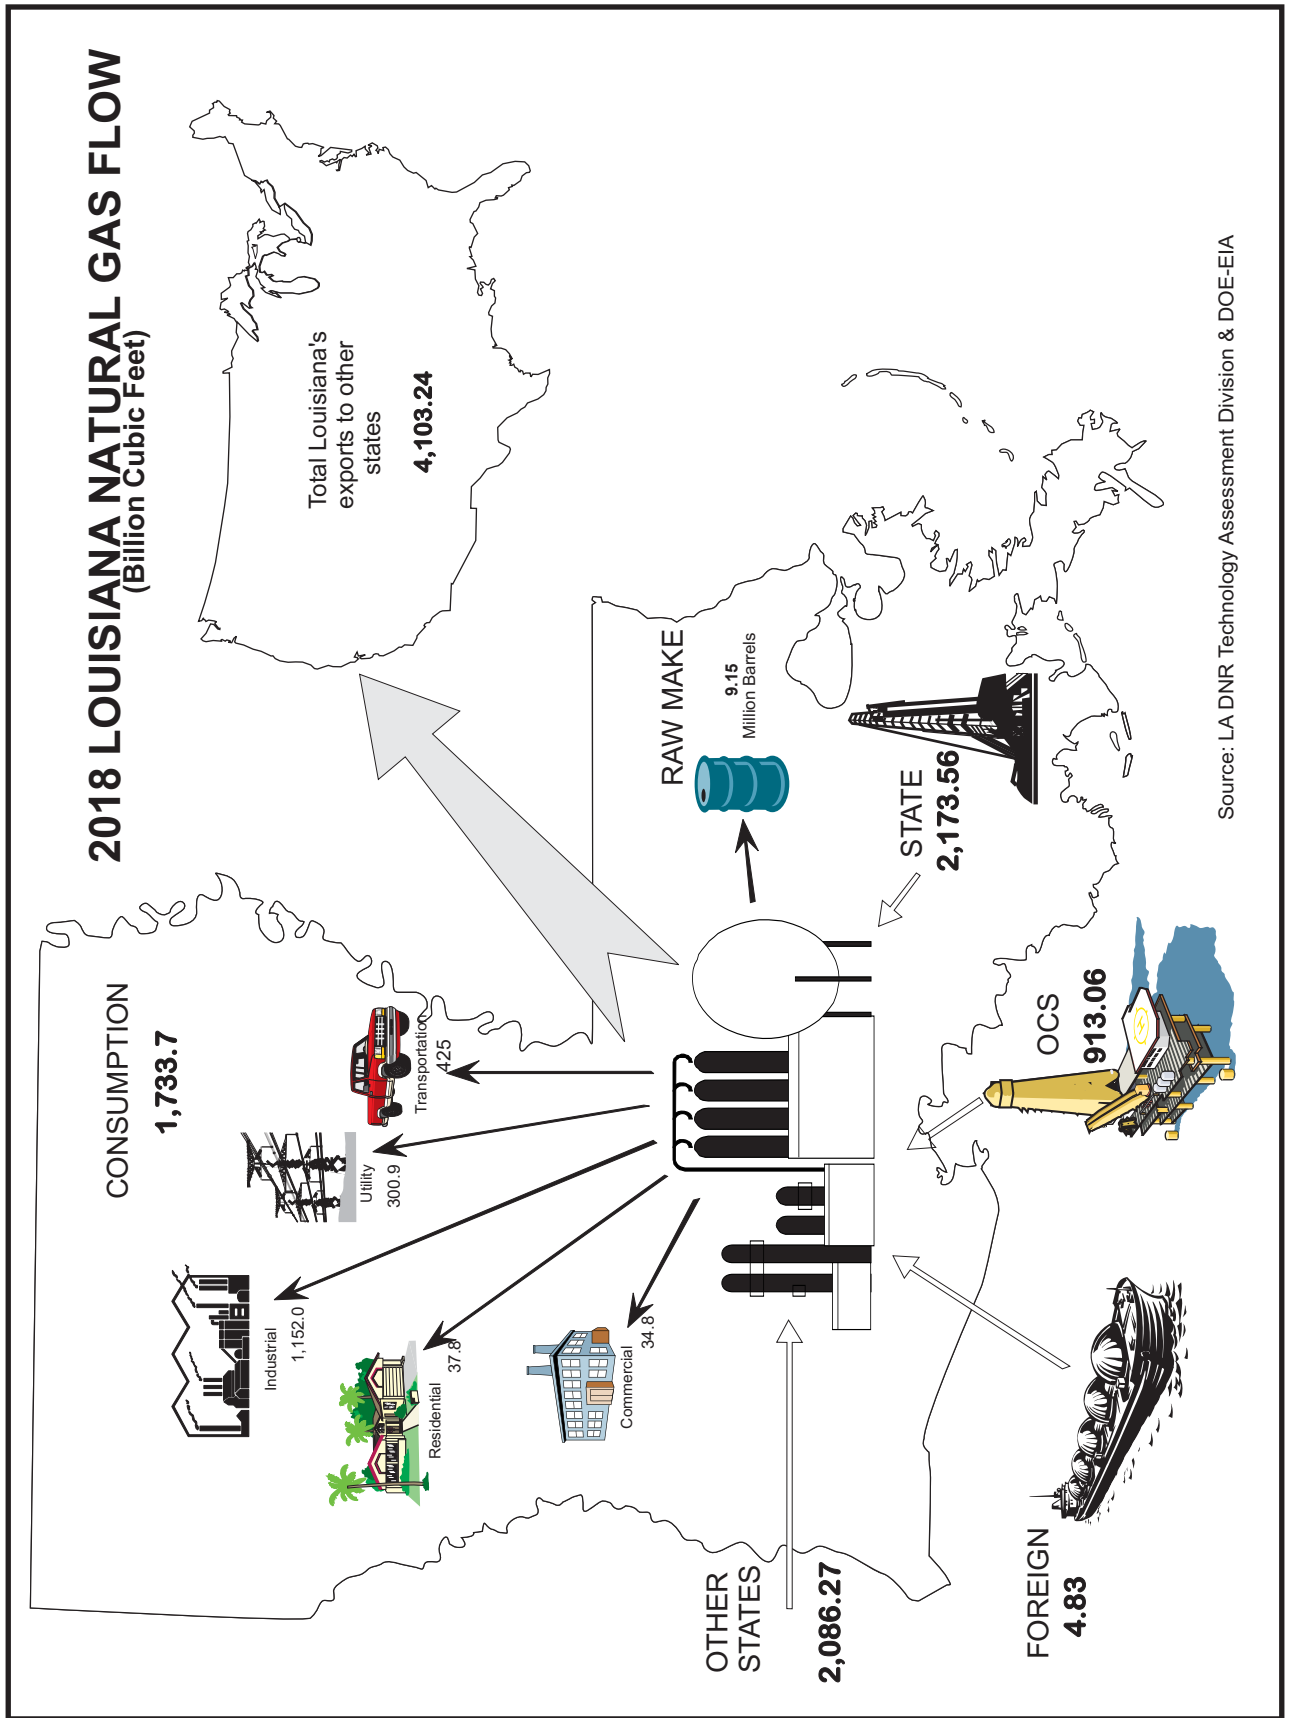 2018 LOUISIANA NATURAL GAS FLOW
(Billion Cubic Feet)
CONSUMPTION
1,733.7
Industrial
1,152.0
Utility
300.9
Transportation
425
Residential
37.8
Commercial
34.8
Total Louisiana's
exports to other
states
4,103.24
RAW MAKE
9.15
Million Barrels
OTHER
STATES
2,086.27
STATE
2,173.56
FOREIGN
4.83
OCS
913.06
Source: LA DNR Technology Assessment Division & DOE-EIA